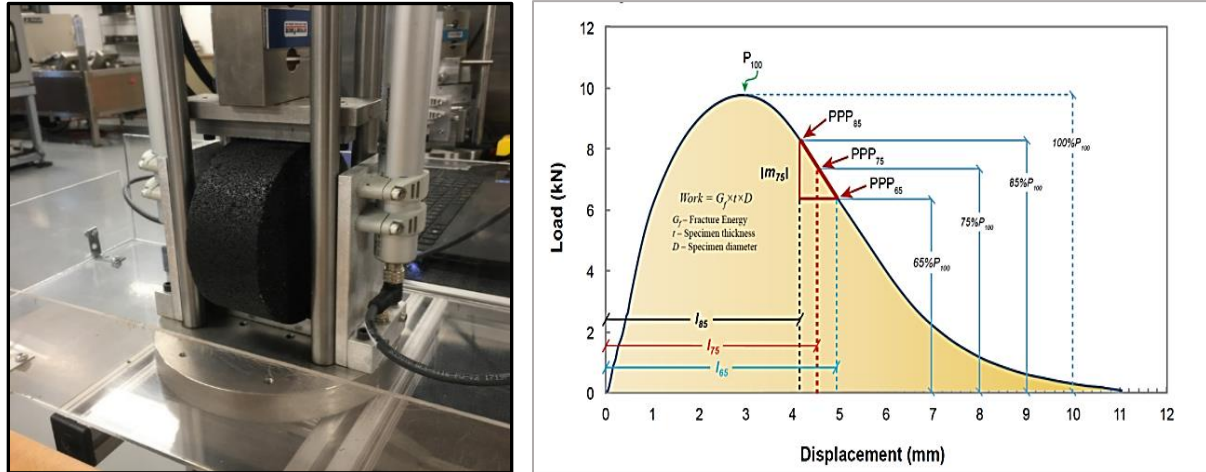 12
10
8
6
4
2
0
Load (kN)
P100
PPP85
PPP75
PPP65
|m75|
Work = Gf×t×D
Gf – Fracture Energy
t – Specimen thickness
D – Specimen diameter
100%P100
85%P100
75%P100
65%P100
l85
l75
l65
0 1 2 3 4 5 6 7 8 9 10 11 12
Displacement (mm)